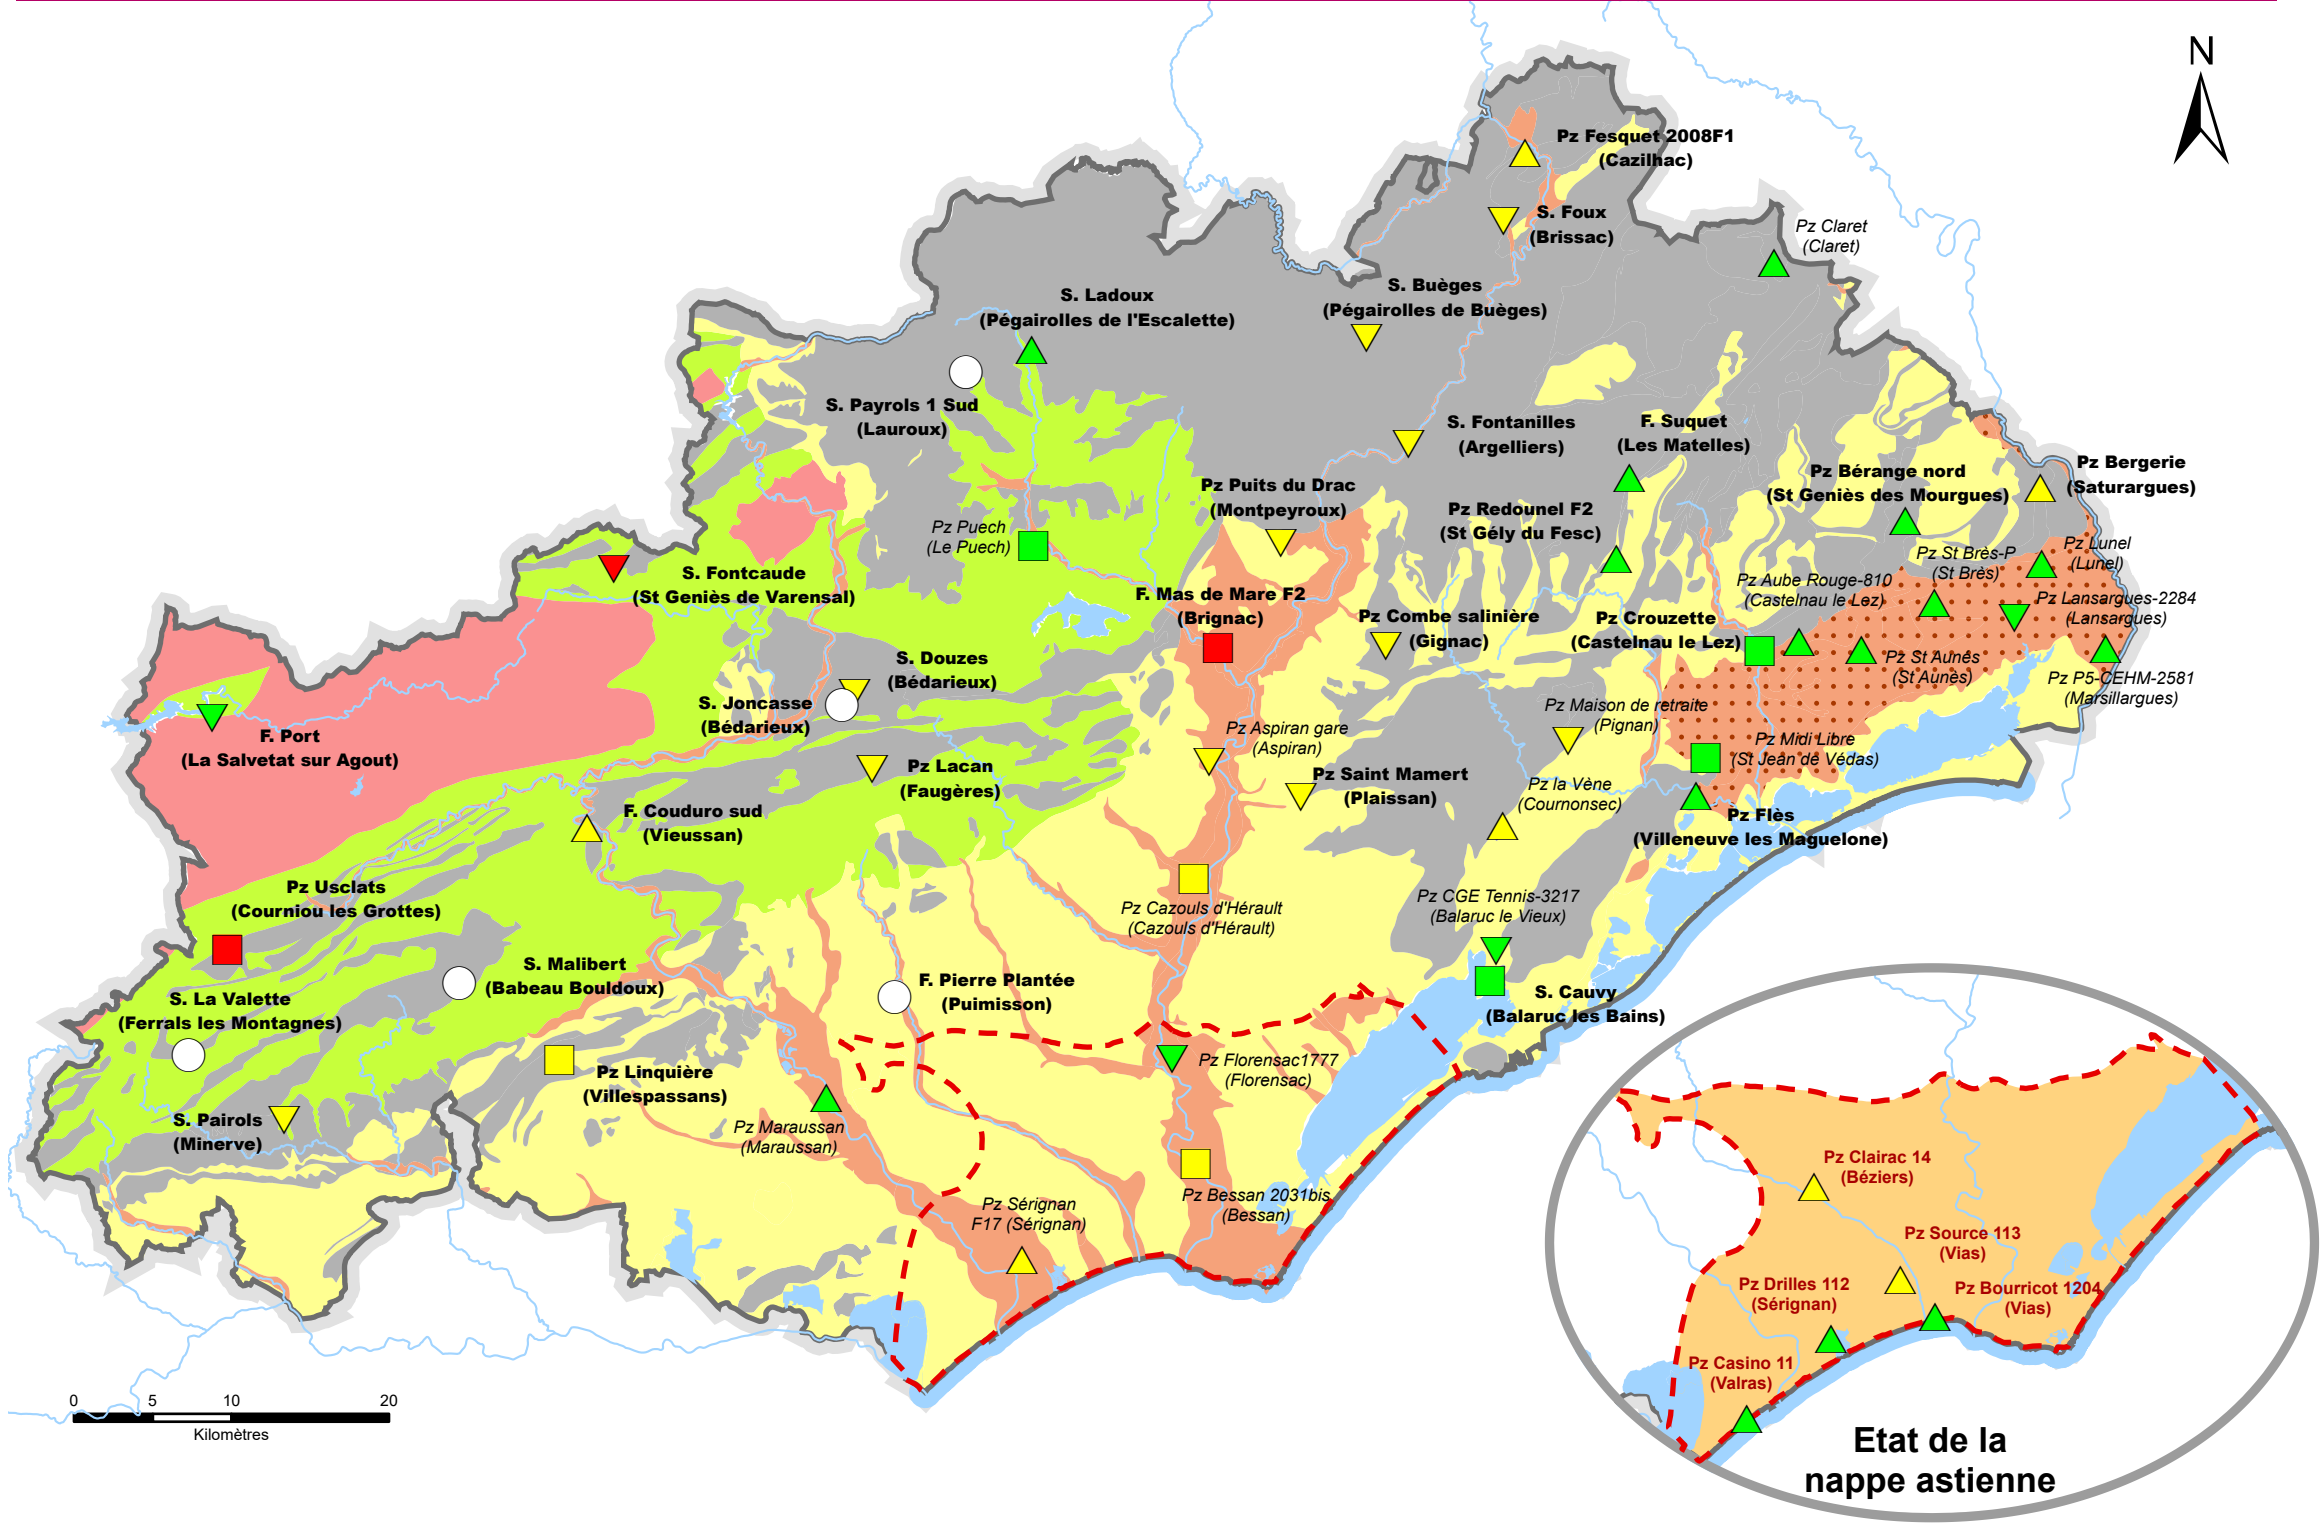 N
Pz Fesquet 2008F1
(Cazilhac)
S. Foux
(Brissac)
Pz Claret
(Claret)
S. Buèges
(Pégairolles de Buèges)
S. Ladoux
(Pégairolles de l'Escalette)
S. Payrols 1 Sud
(Lauroux)
S. Fontanilles
(Argelliers)
F. Suquet
(Les Matelles)
Pz Bérange nord
(St Geniès des Mourgues)
Pz Bergerie
(Saturargues)
Pz Puits du Drac
(Montpeyroux)
Pz Redounel F2
(St Gély du Fesc)
Pz Puech
(Le Puech)
Pz St Brès-P
(St Brès)
Pz Lunel
(Lunel)
S. Fontcaude
(St Geniès de Varensal)
Pz Aube Rouge-810
(Castelnau le Lez)
F. Mas de Mare F2
(Brignac)
Pz Combe salinière
(Gignac)
Pz Crouzette
(Castelnau le Lez)
Pz Lansargues-2284
(Lansargues)
S. Douzes
(Bédarieux)
Pz St Aunés
(St Aunès)
Pz P5-CEHM-2581
(Marsillargues)
S. Joncasse
(Bédarieux)
Pz Maison de retraite
(Pignan)
F. Port
(La Salvetat sur Agout)
Pz Aspiran gare
(Aspiran)
Pz Midi Libre
(St Jean de Védas)
Pz Lacan
(Faugères)
Pz Saint Mamert
(Plaissan)
Pz la Vène
(Cournonsec)
F. Couduro sud
(Vieussan)
Pz Flès
(Villeneuve les Maguelone)
Pz Usclats
(Courniou les Grottes)
Pz Cazouls d'Hérault
(Cazouls d'Hérault)
Pz CGE Tennis-3217
(Balaruc le Vieux)
S. Malibert
(Babeau Bouldoux)
F. Pierre Plantée
(Puimisson)
S. La Valette
(Ferrals les Montagnes)
S. Cauvy
(Balaruc les Bains)
Pz Linquière
(Villespassans)
Pz Florensac1777
(Florensac)
S. Pairols
(Minerve)
Pz Maraussan
(Maraussan)
Pz Sérignan
F17 (Sérignan)
Pz Bessan 2031bis
(Bessan)
Pz Clairac 14
(Béziers)
Pz Source 113
(Vias)
Pz Drilles 112
(Sérignan)
Pz Bourricot 1204
(Vias)
Pz Casino 11
(Valras)
0 5 10 20
Kilomètres
Etat de la
nappe astienne